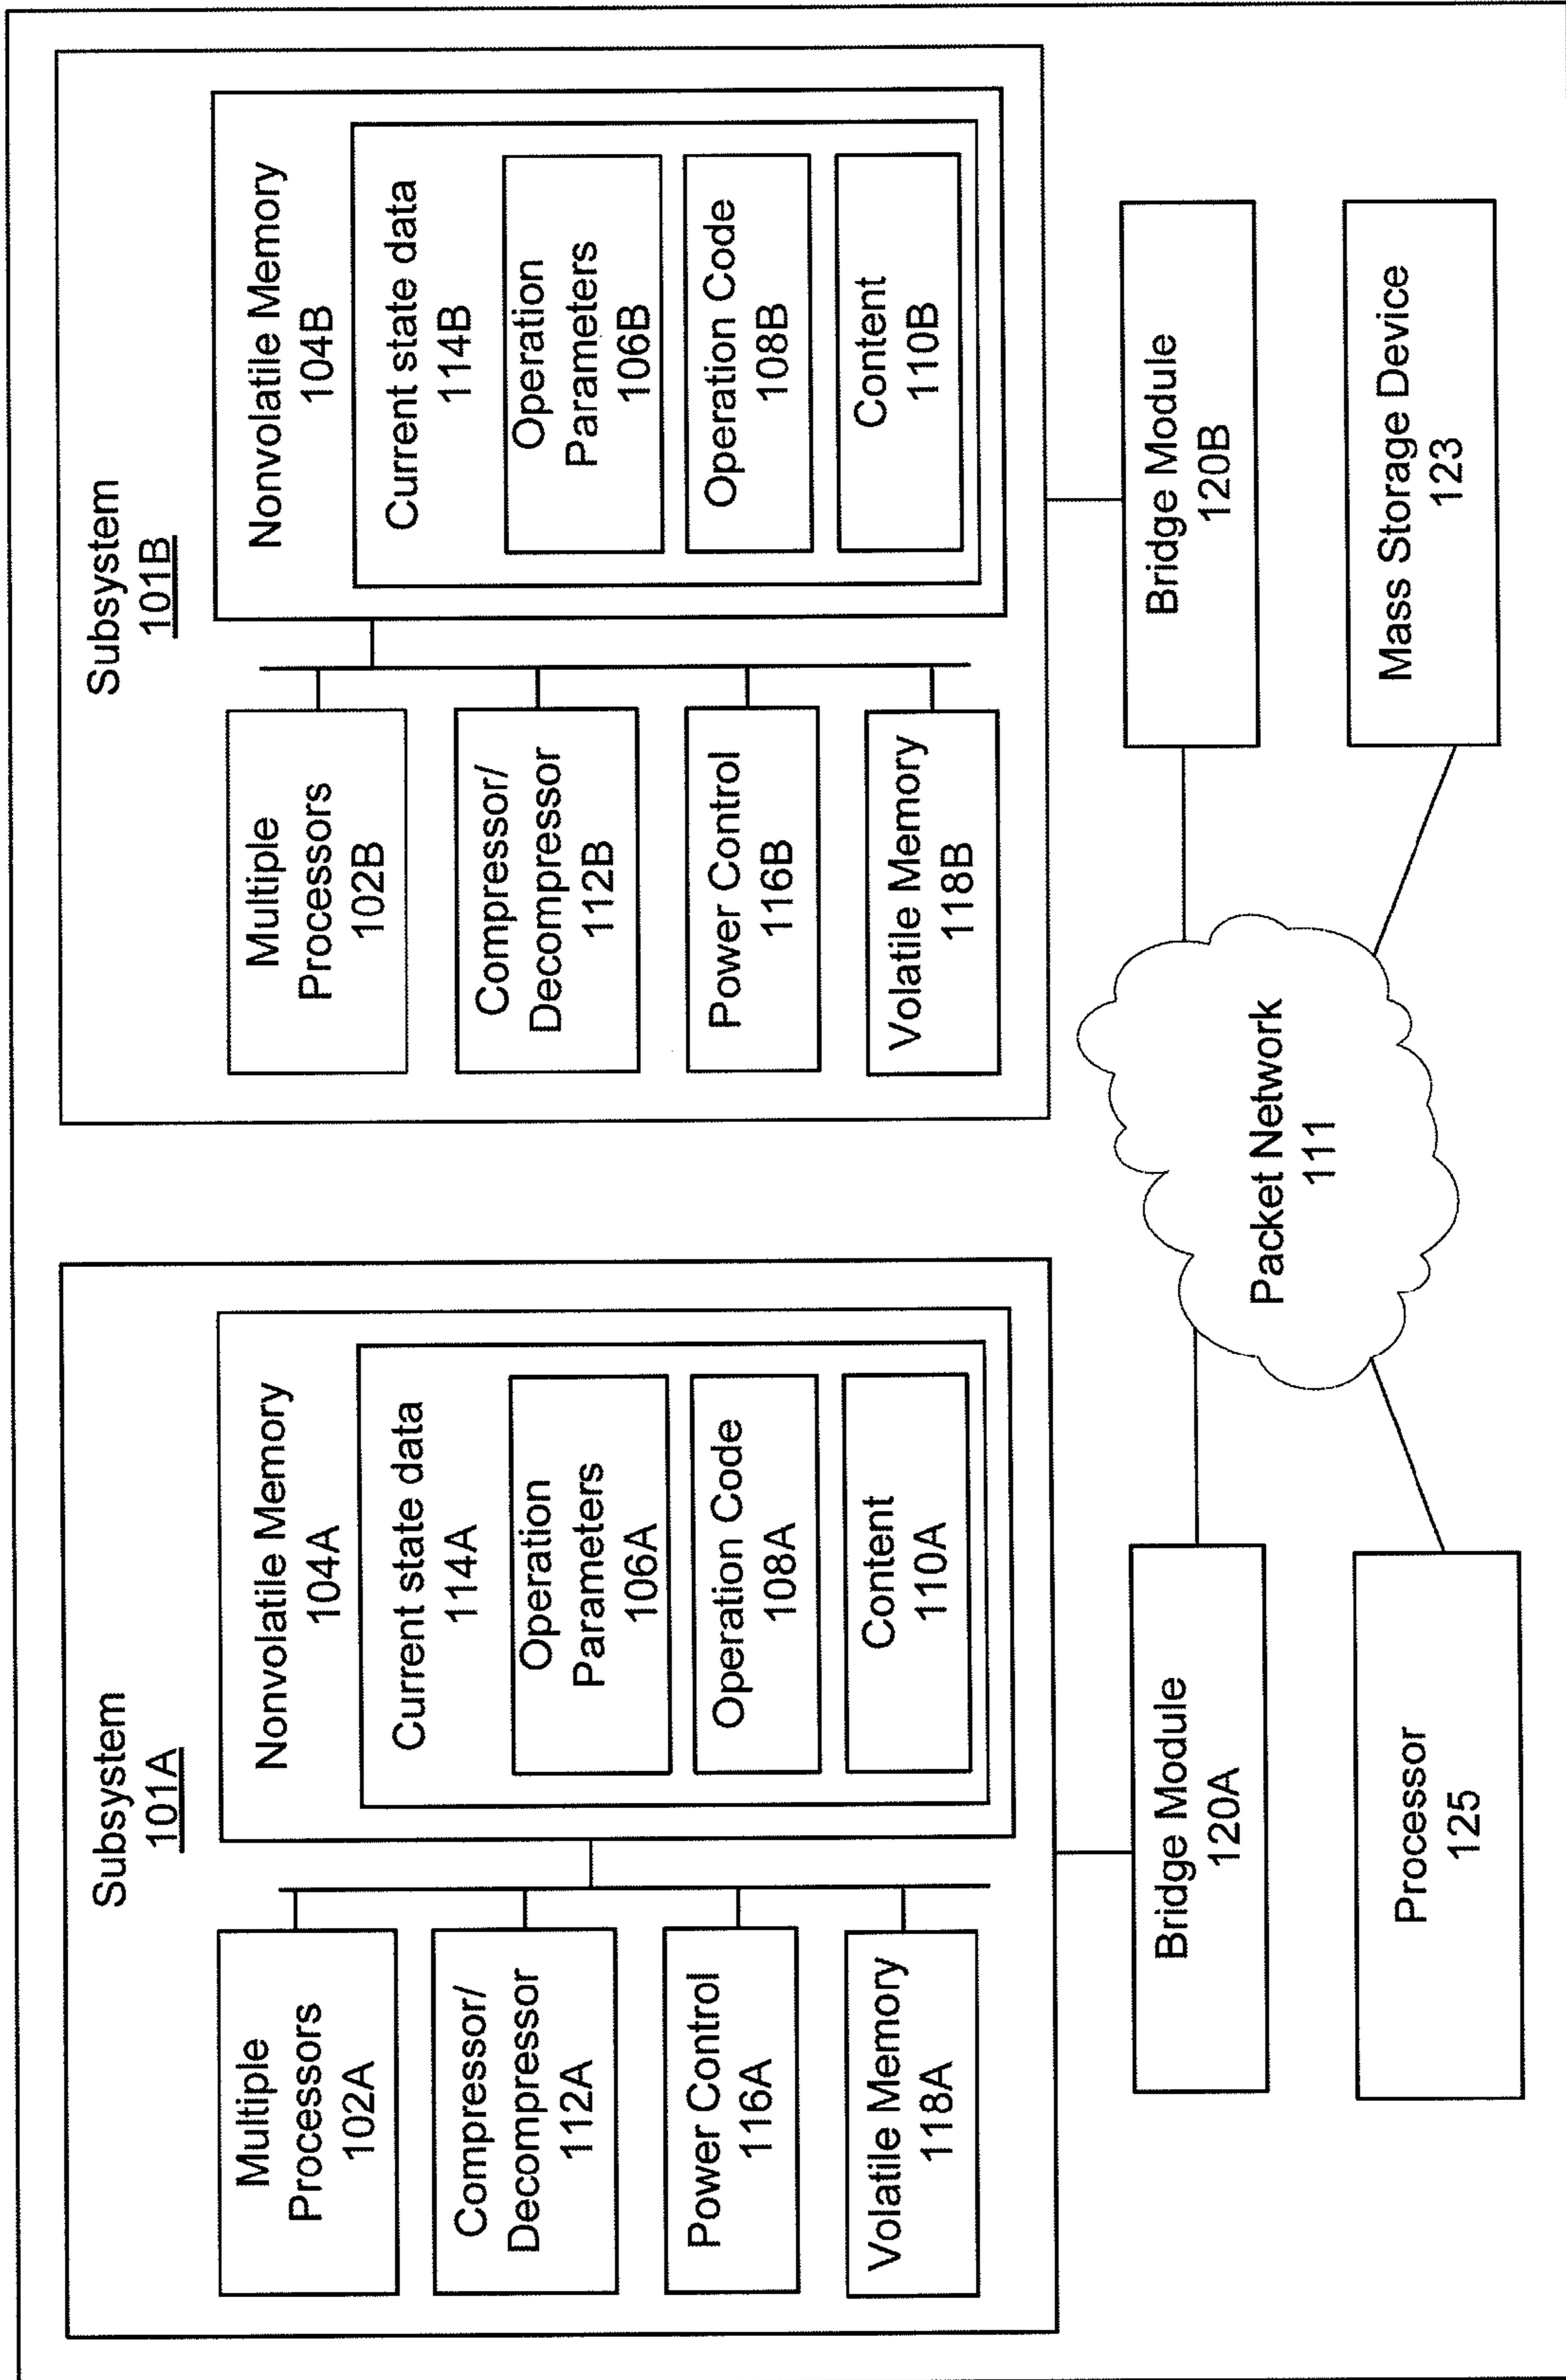 Subsystem
101A
Multiple
Processors
102A
Compressor/
Decompressor
112A
Power Control
116A
Volatile Memory
118A
Nonvolatile Memory
104A
Current state data
114A
Operation
Parameters
106A
Operation Code
108A
Content
110A
Subsystem
101B
Multiple
Processors
102B
Compressor/
Decompressor
112B
Power Control
116B
Volatile Memory
118B
Nonvolatile Memory
104B
Current state data
114B
Operation
Parameters
106B
Operation Code
108B
Content
110B
Bridge Module
120A
Packet Network
111
Bridge Module
120B
Processor
125
Mass Storage Device
123